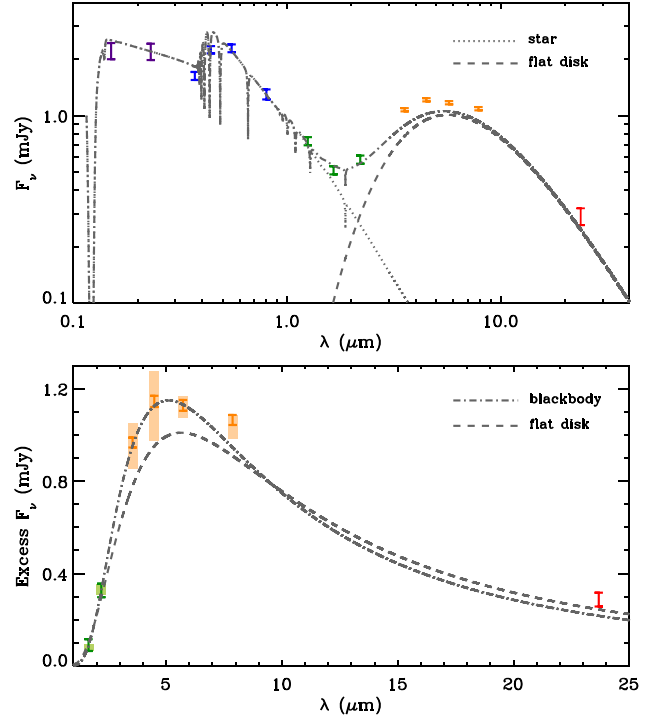 star
flat disk
1.0
0.1
F_ν (mJy)
0.1
1.0
10.0
λ (μm)
blackbody
flat disk
1.2
0.8
0.4
0.0
Excess F_ν (mJy)
5
10
15
20
25
λ (μm)